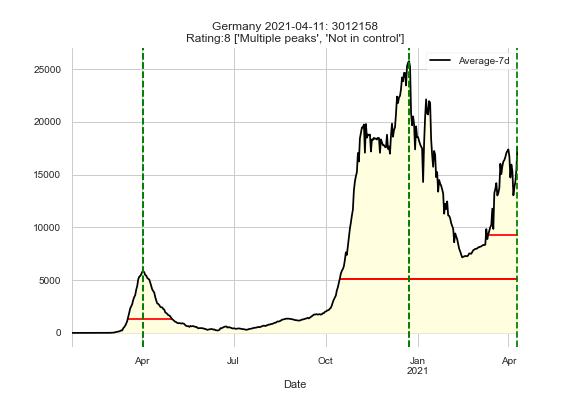 Germany 2021-04-11: 3012158
Rating:8 ['Multiple peaks', 'Not in control']
Average-7d
25000
20000
15000
10000
5000
0
Apr
Jul
Oct
Jan
2021
Apr
Date